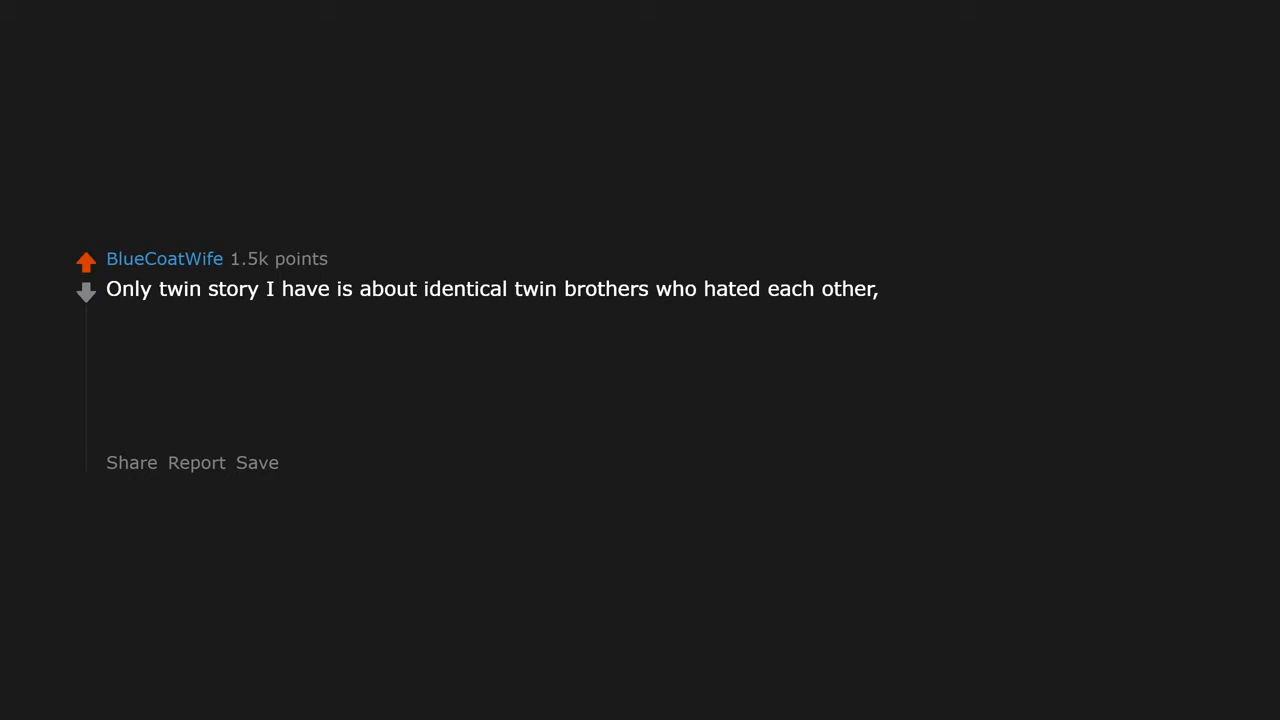 BlueCoatWife 1.5k points
Only twin story I have is about identical twin brothers who hated each other,
Share Report Save